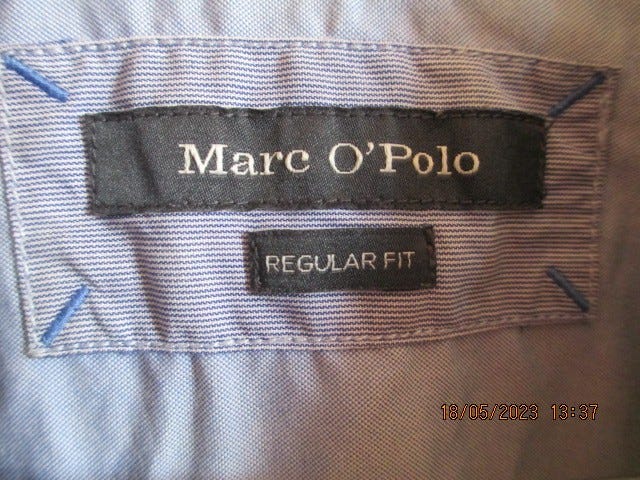 Marc O'Polo
REGULAR FIT
18/05/2023 13:37